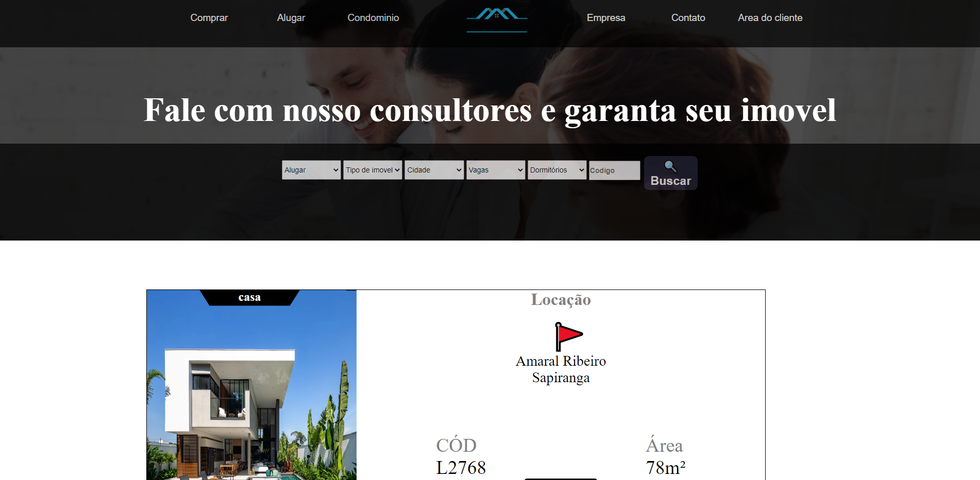 Comprar Alugar Condominio Empresa Contato Area do cliente
Fale com nosso consultores e garanta seu imovel
Alugar Tipo de imovel Cidade Vagas Dormitórios Codigo
Buscar
casa
Locação
Amaral Ribeiro
Sapiranga
CÓD Área
L2768 78m²